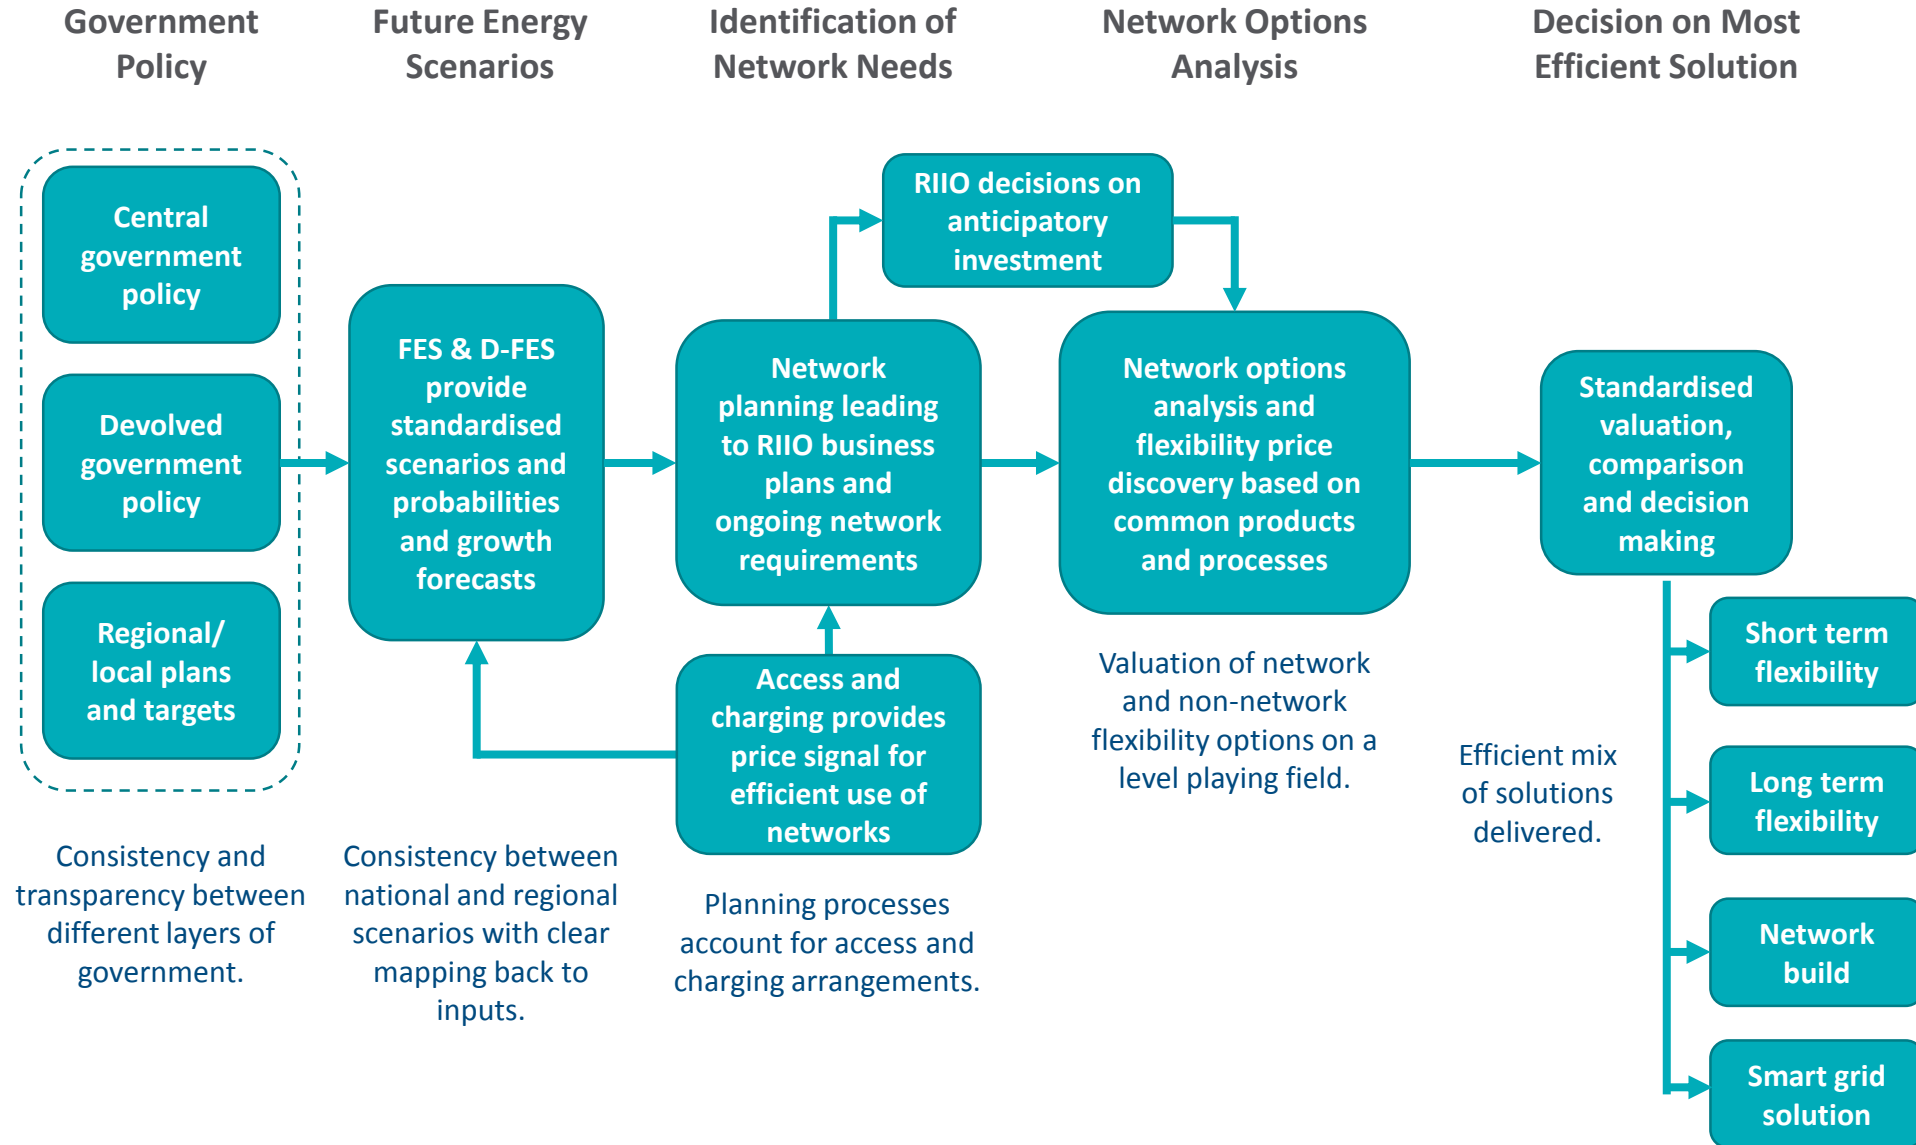 Government
Policy
Future Energy
Scenarios
Identification of
Network Needs
Network Options
Analysis
Decision on Most
Efficient Solution
Central
government
policy
Devolved
government
policy
Regional/
local plans
and targets
Consistency and
transparency between
different layers of
government.
FES & D-FES
provide
standardised
scenarios and
probabilities
and growth
forecasts
Consistency between
national and regional
scenarios with clear
mapping back to
inputs.
RIIO decisions on
anticipatory
investment
Network
planning leading
to RIIO business
plans and
ongoing network
requirements
Access and
charging provides
price signal for
efficient use of
networks
Planning processes
account for access and
charging arrangements.
Network options
analysis and
flexibility price
discovery based on
common products
and processes
Valuation of network
and non-network
flexibility options on a
level playing field.
Standardised
valuation,
comparison
and decision
making
Efficient mix
of solutions
delivered.
Short term
flexibility
Long term
flexibility
Network
build
Smart grid
solution